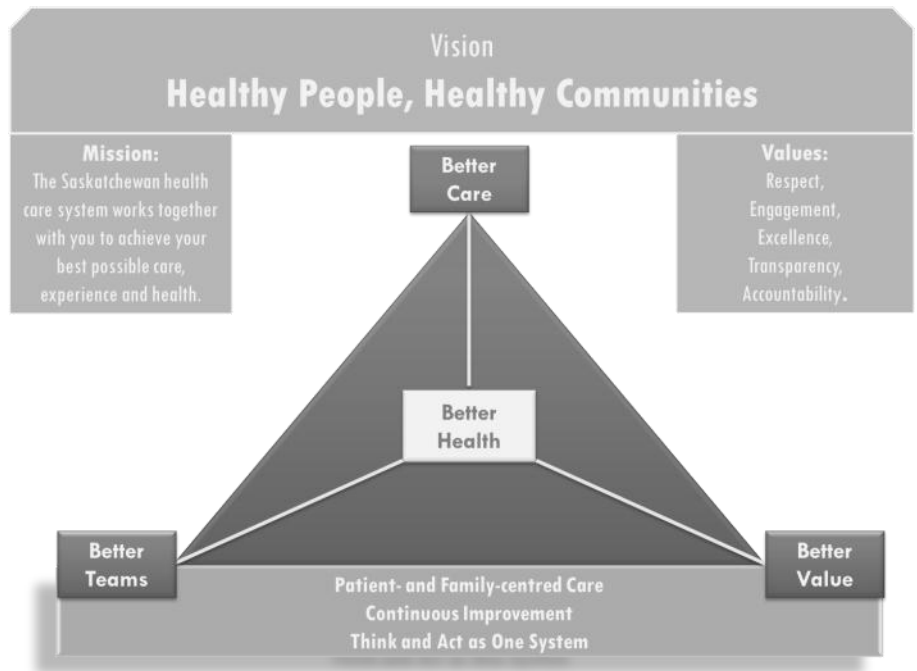 Vision
Healthy People, Healthy Communities
Mission:
The Saskatchewan health
care system works together
with you to achieve your
best possible care,
experience and health.
Better
Care
Values:
Respect,
Engagement,
Excellence,
Transparency,
Accountability.
Better
Health
Better
Teams
Better
Value
Patient- and Family-centred Care
Continuous Improvement
Think and Act as One System